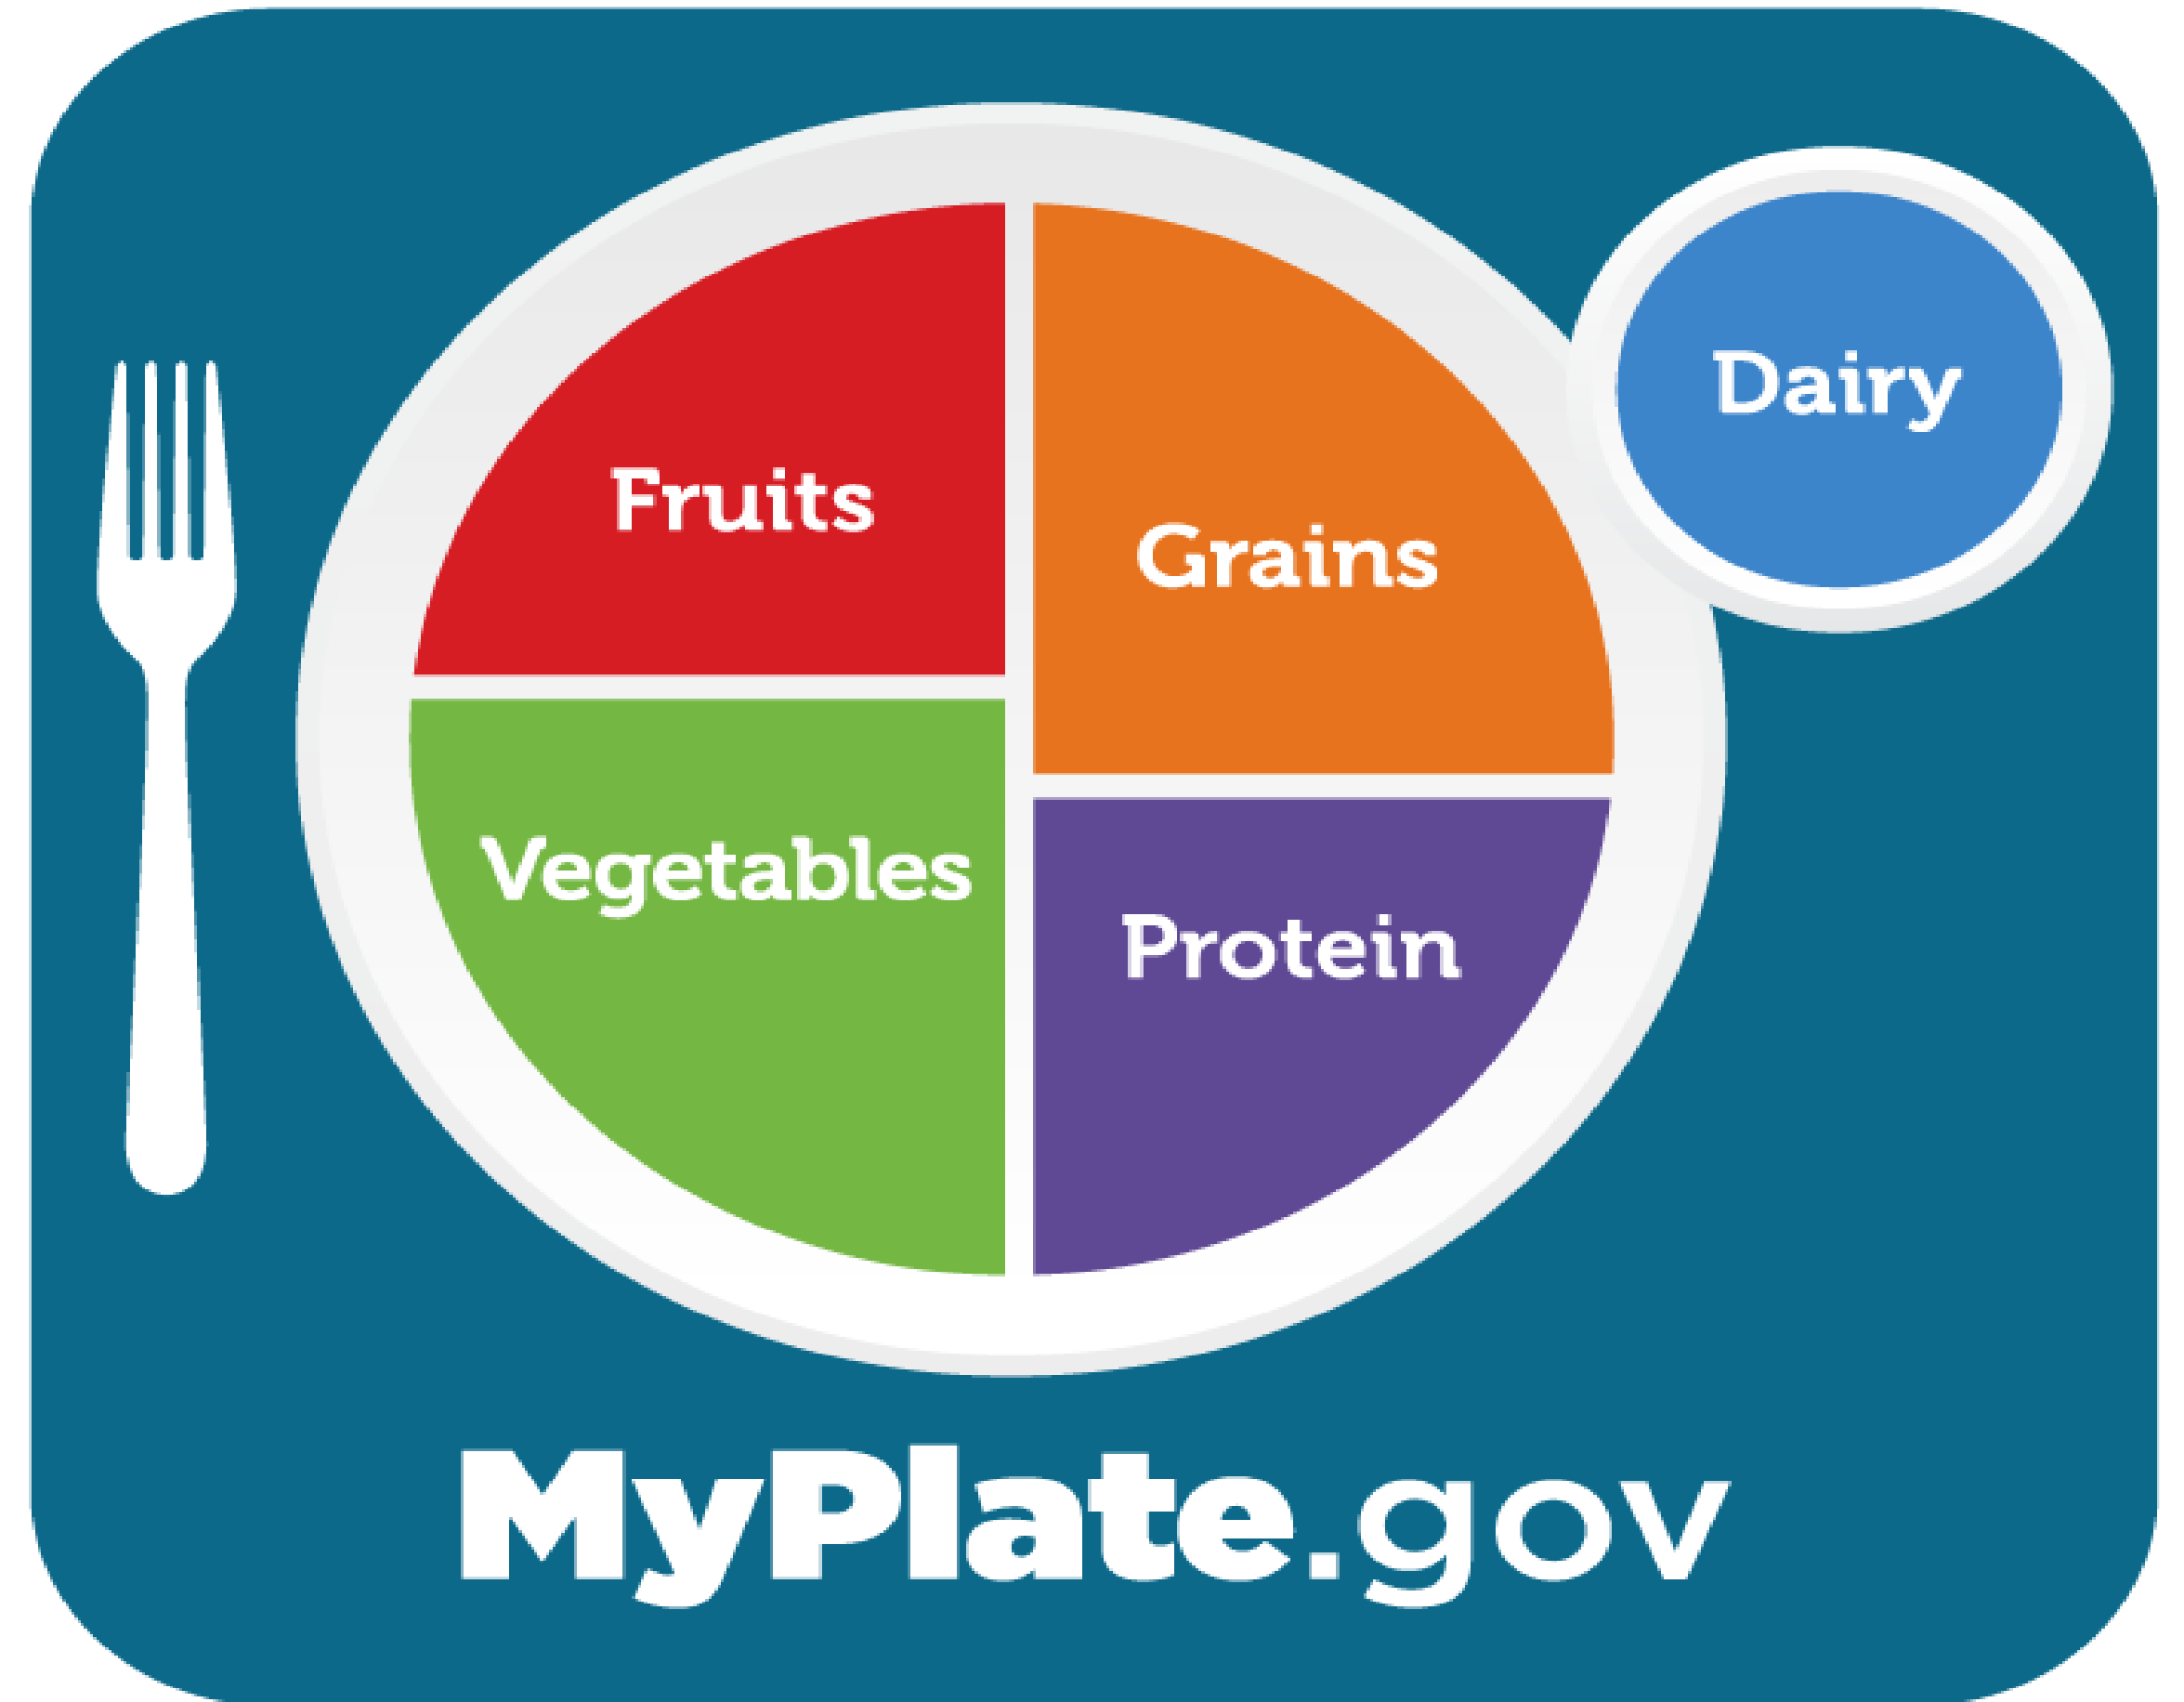 Fruits
Grains
Dairy
Vegetables
Protein
MyPlate.gov